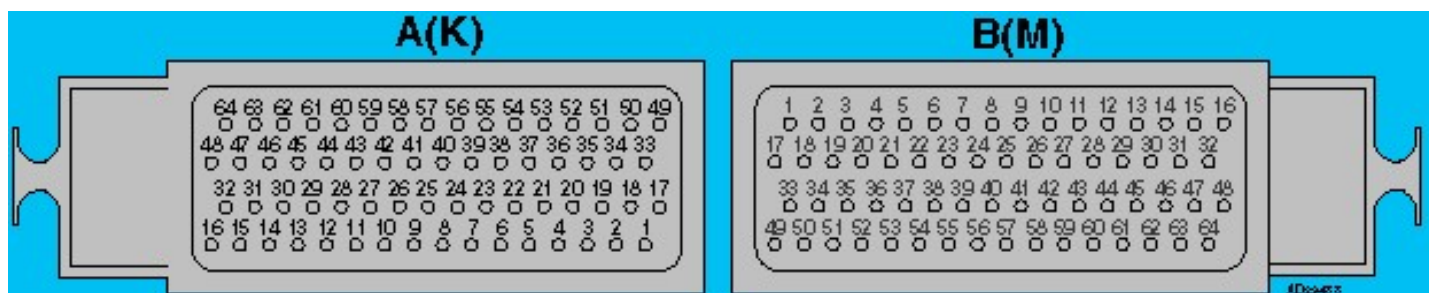 A(K)
B(M)
64 63 62 61 60 59 58 57 56 55 54 53 52 51 50 49
48 47 46 45 44 43 42 41 40 39 38 37 36 35 34 33
32 31 30 29 28 27 26 25 24 23 22 21 20 19 18 17
16 15 14 13 12 11 10 9 8 7 6 5 4 3 2 1
1 2 3 4 5 6 7 8 9 10 11 12 13 14 15 16
17 18 19 20 21 22 23 24 25 26 27 28 29 30 31 32
33 34 35 36 37 38 39 40 41 42 43 44 45 46 47 48
49 50 51 52 53 54 55 56 57 58 59 60 61 62 63 64